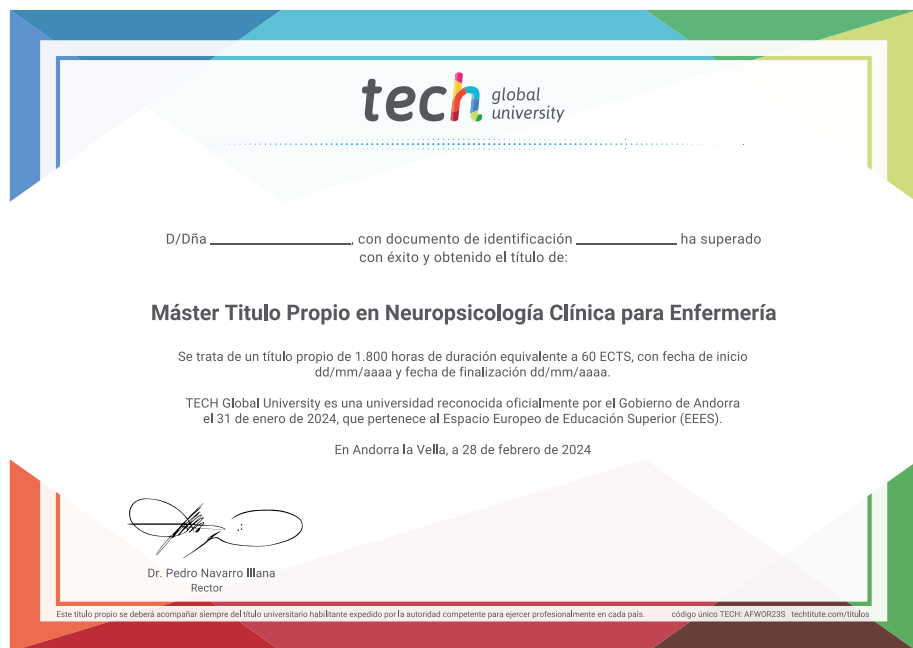 tech global university
D/Dña ____________________, con documento de identificación ______________ ha superado
con éxito y obtenido el título de:
Máster Titulo Propio en Neuropsicología Clínica para Enfermería
Se trata de un título propio de 1.800 horas de duración equivalente a 60 ECTS, con fecha de inicio
dd/mm/aaaa y fecha de finalización dd/mm/aaaa.
TECH Global University es una universidad reconocida oficialmente por el Gobierno de Andorra
el 31 de enero de 2024, que pertenece al Espacio Europeo de Educación Superior (EEES).
En Andorra la Vella, a 28 de febrero de 2024
Dr. Pedro Navarro Illana
Rector
Este título propio se deberá acompañar siempre del título universitario habilitante expedido por la autoridad competente para ejercer profesionalmente en cada país. código único TECH: AFWOR23S techtitute.com/titulos